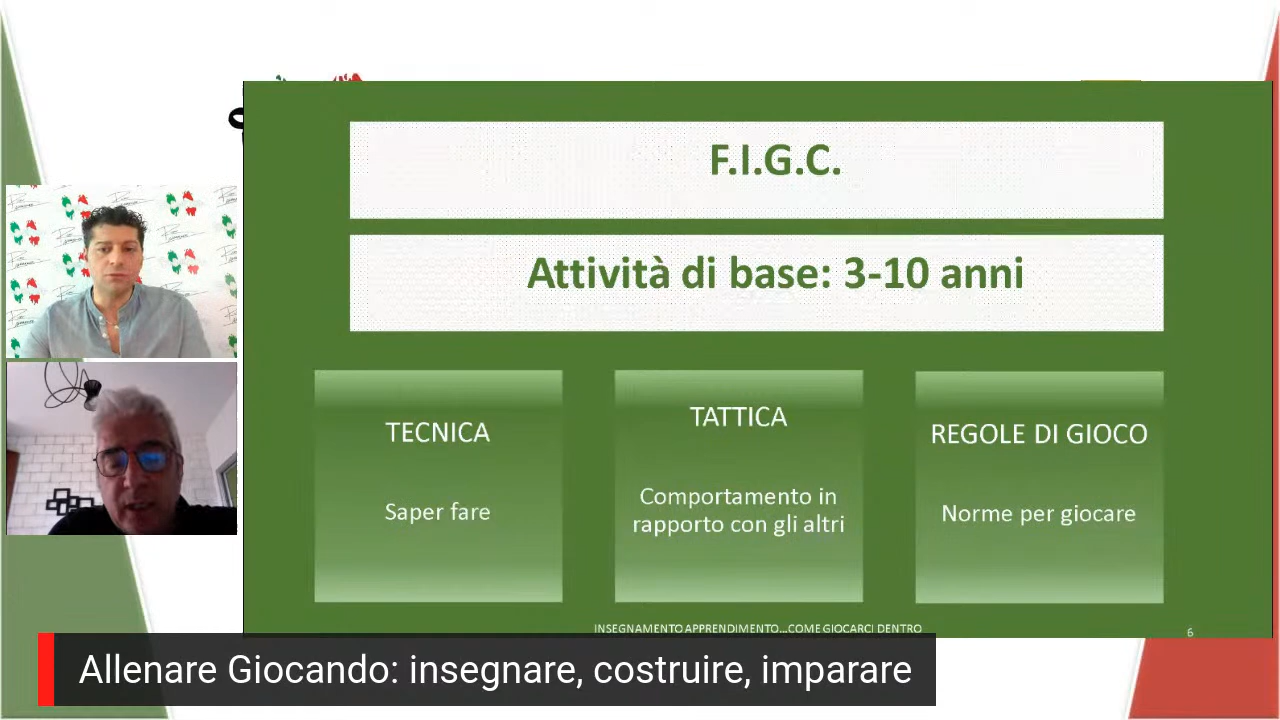 F.I.G.C.
Attività di base: 3-10 anni
TECNICA
Saper fare
TATTICA
Comportamento in
rapporto con gli altri
REGOLE DI GIOCO
Norme per giocare
INSEGNAMENTO APPRENDIMENTO...COME GIOCARCI DENTRO
6
Allenare Giocando: insegnare, costruire, imparare